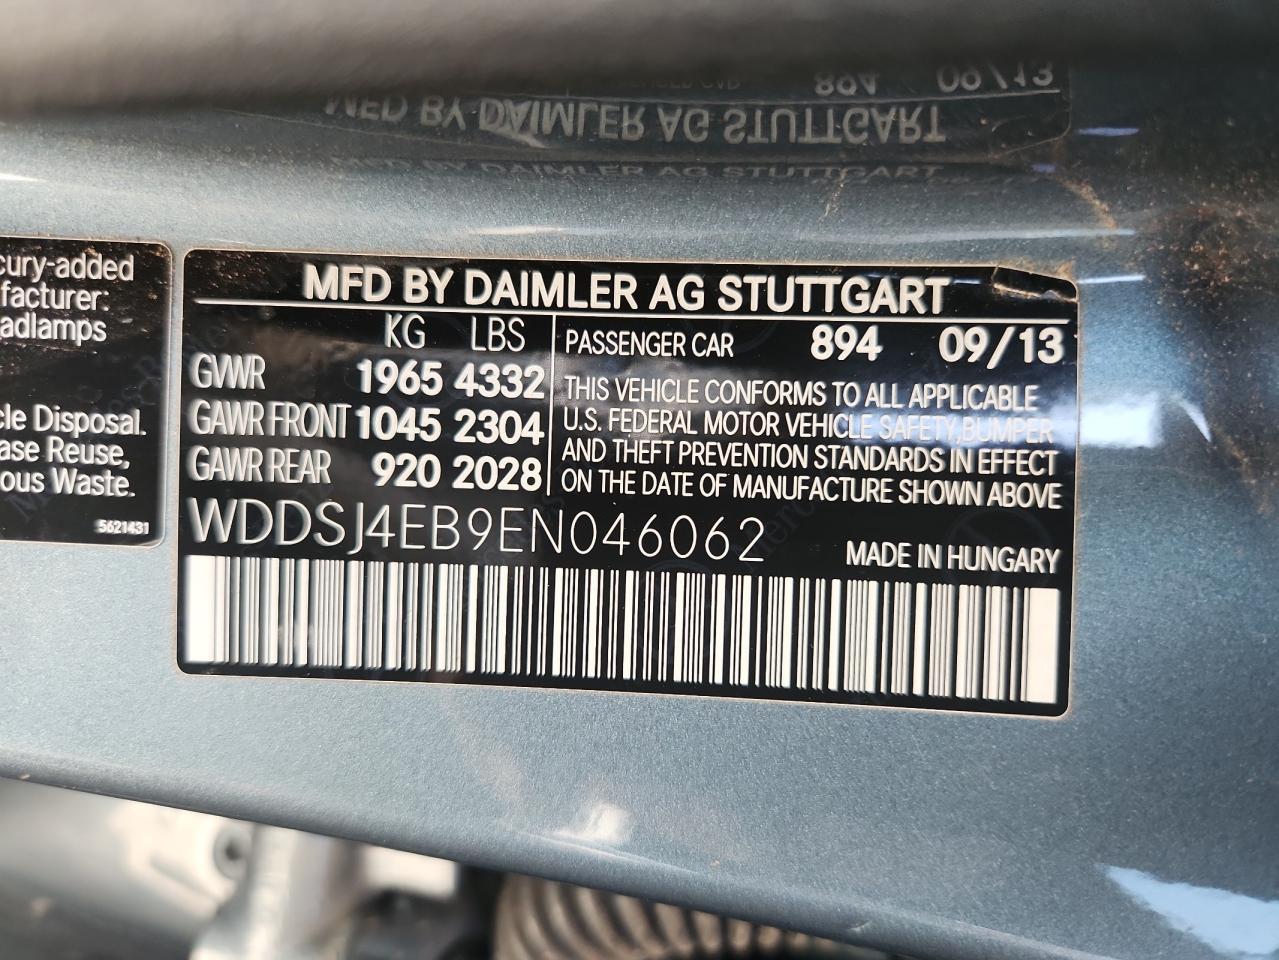 cury-added
facturer:
adlamps
cle Disposal.
ase Reuse,
ous Waste.
5621431
MFD BY DAIMLER AG STUTTGART
KG LBS
GWR 1965 4332
GAWR FRONT 1045 2304
GAWR REAR 920 2028
PASSENGER CAR 894 09/13
THIS VEHICLE CONFORMS TO ALL APPLICABLE
U.S. FEDERAL MOTOR VEHICLE SAFETY,BUMPER
AND THEFT PREVENTION STANDARDS IN EFFECT
ON THE DATE OF MANUFACTURE SHOWN ABOVE
WDDSJ4EB9EN046062
MADE IN HUNGARY